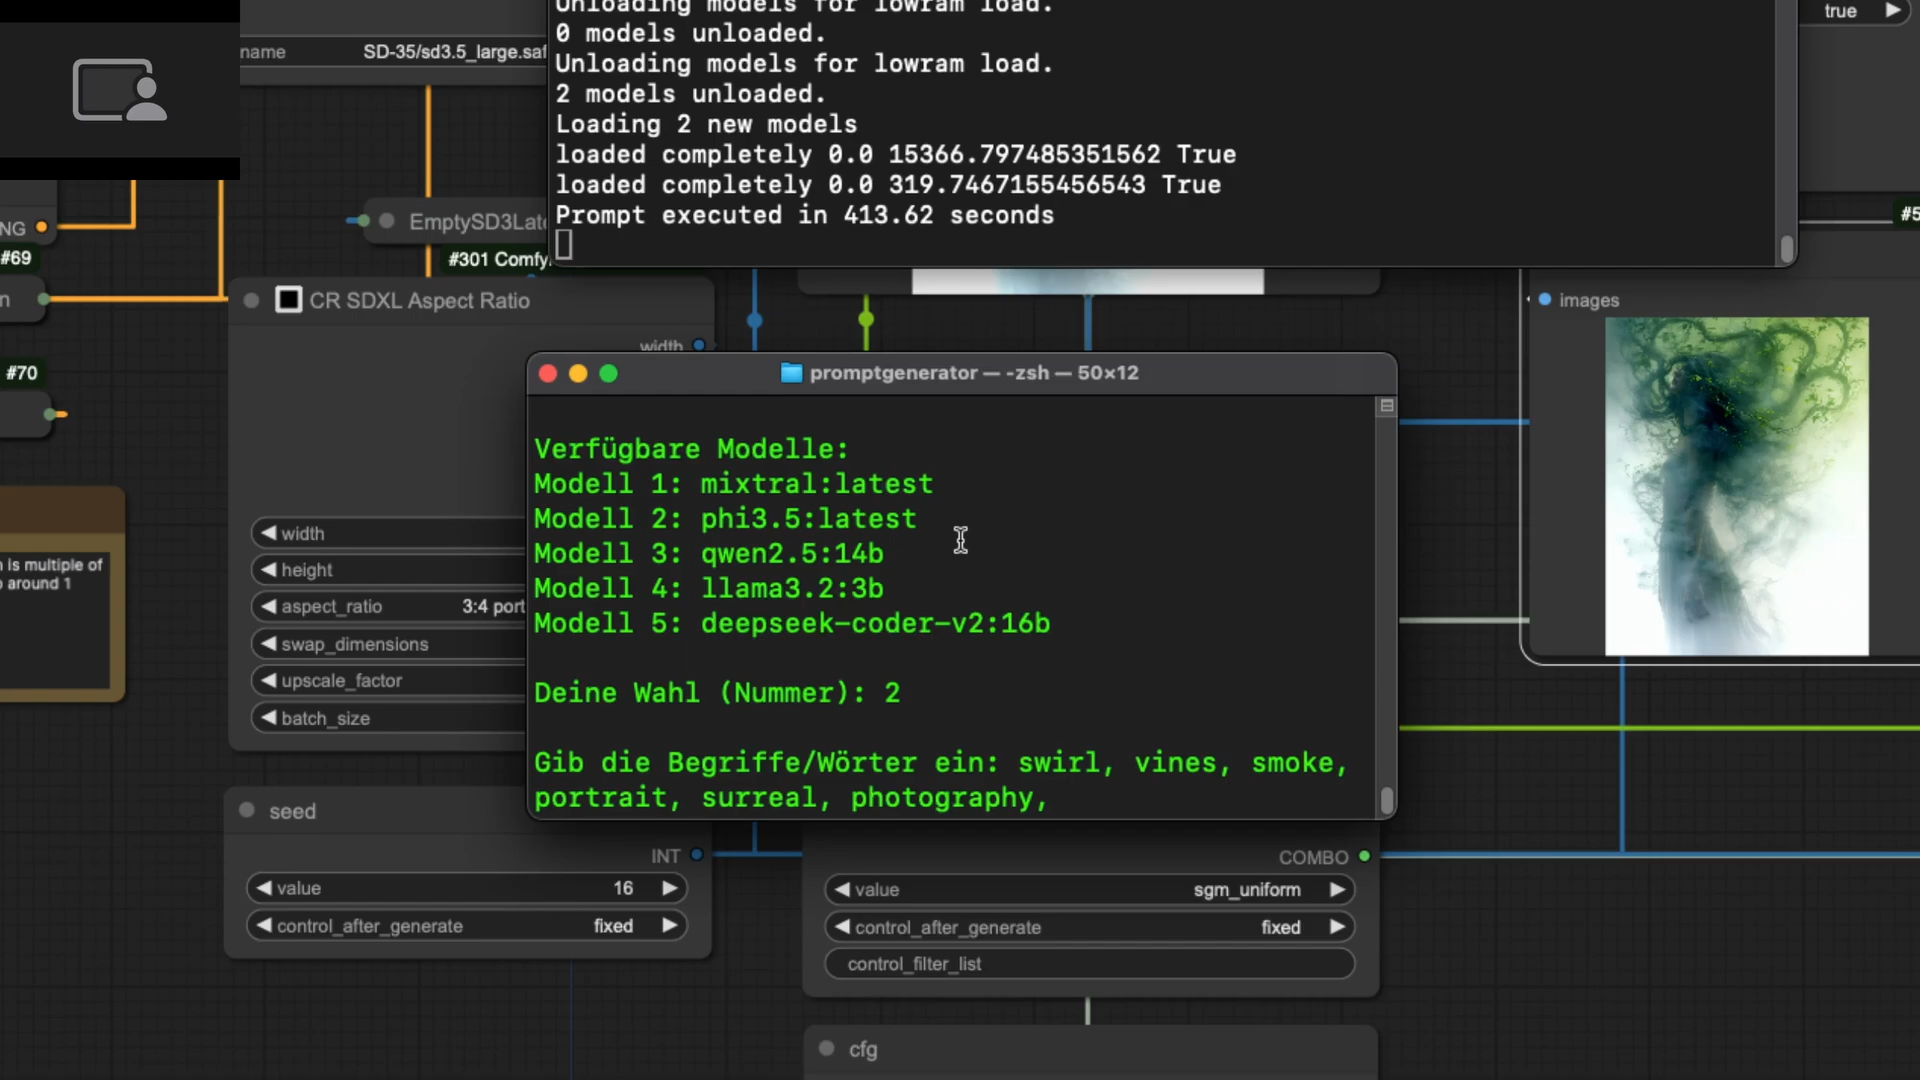 Unloading models for lowram load.
0 models unloaded.
Unloading models for lowram load.
2 models unloaded.
Loading 2 new models
loaded completely 0.0 15366.797485351562 True
loaded completely 0.0 319.7467155456543 True
Prompt executed in 413.62 seconds
true
name SD-35/sd3.5_large.saf
NG
#69
n
#70
EmptySD3Late
#301 Comfy
CR SDXL Aspect Ratio
width
width
height
aspect_ratio 3:4 port
swap_dimensions
upscale_factor
batch_size
is multiple of
around 1
promptgenerator — -zsh — 50×12
Verfügbare Modelle:
Modell 1: mixtral:latest
Modell 2: phi3.5:latest
Modell 3: qwen2.5:14b
Modell 4: llama3.2:3b
Modell 5: deepseek-coder-v2:16b
Deine Wahl (Nummer): 2
Gib die Begriffe/Wörter ein: swirl, vines, smoke,
portrait, surreal, photography,
#5
images
seed
INT
value 16
control_after_generate fixed
COMBO
value sgm_uniform
control_after_generate fixed
control_filter_list
cfg